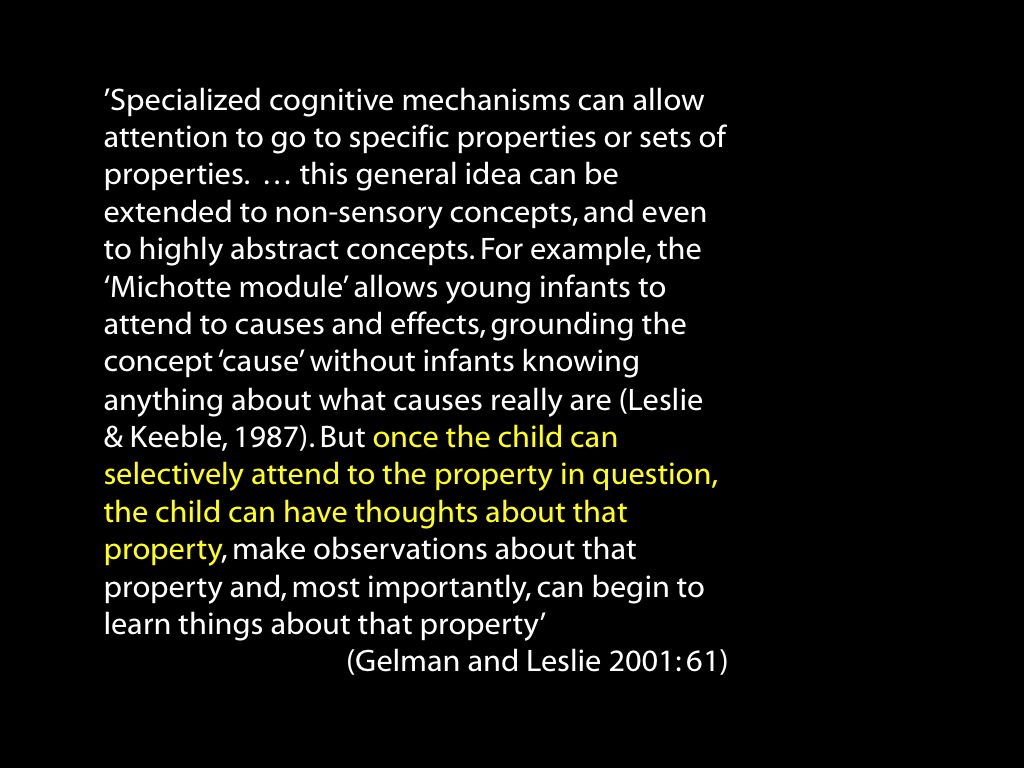 ’Specialized cognitive mechanisms can allow
attention to go to specific properties or sets of
properties.  … this general idea can be
extended to non-sensory concepts, and even
to highly abstract concepts. For example, the
‘Michotte module’ allows young infants to
attend to causes and effects, grounding the
concept ‘cause’ without infants knowing
anything about what causes really are (Leslie
& Keeble, 1987). But once the child can
selectively attend to the property in question,
the child can have thoughts about that
property, make observations about that
property and, most importantly, can begin to
learn things about that property’
(Gelman and Leslie 2001: 61)